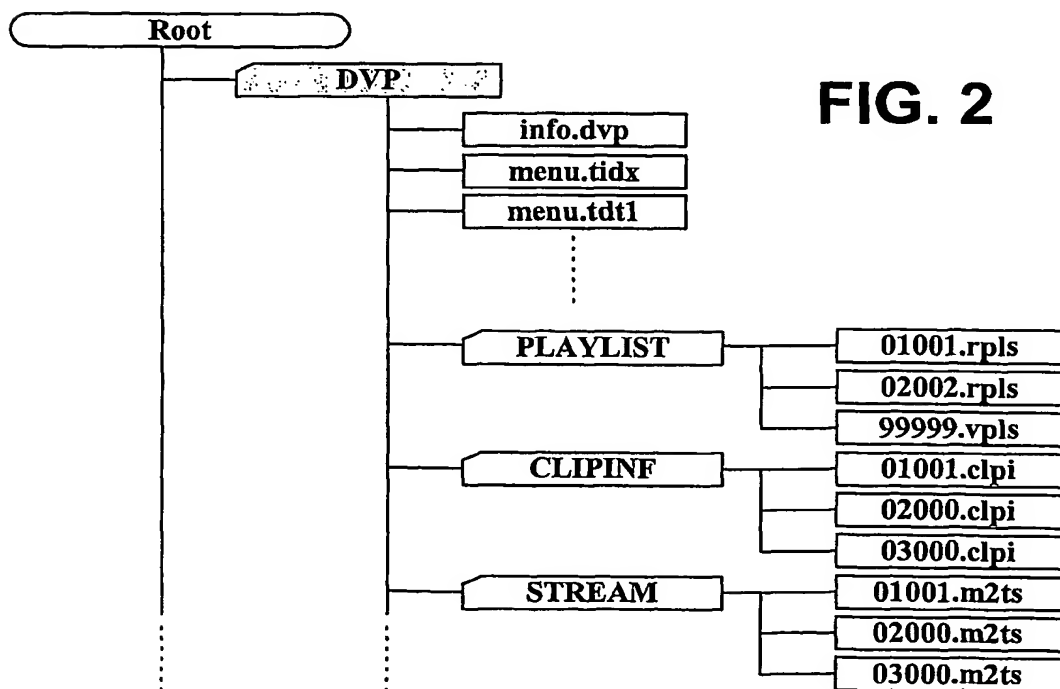 Root
DVP
FIG. 2
info.dvp
menu.tidx
menu.tdt1
PLAYLIST
01001.rpls
02002.rpls
99999.vpls
CLIPINF
01001.clpi
02000.clpi
03000.clpi
STREAM
01001.m2ts
02000.m2ts
03000.m2ts